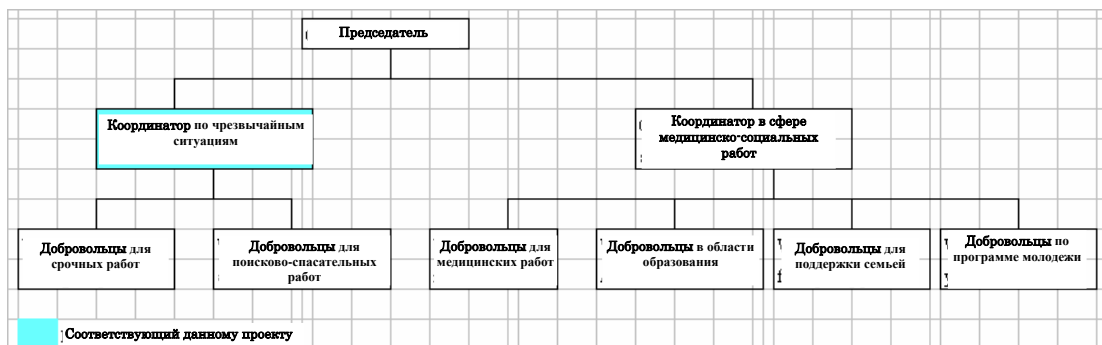 Председатель
Координатор по чрезвычайным
ситуациям
Координатор в сфере
медицинско-социальных
работ
Добровольцы для
срочных работ
Добровольцы для
поисково-спасательных
работ
Добровольцы для
медицинских работ
Добровольцы в области
образования
Добровольцы для
поддержки семьей
Добровольцы по
программе молодежи
Соответствующий данному проекту